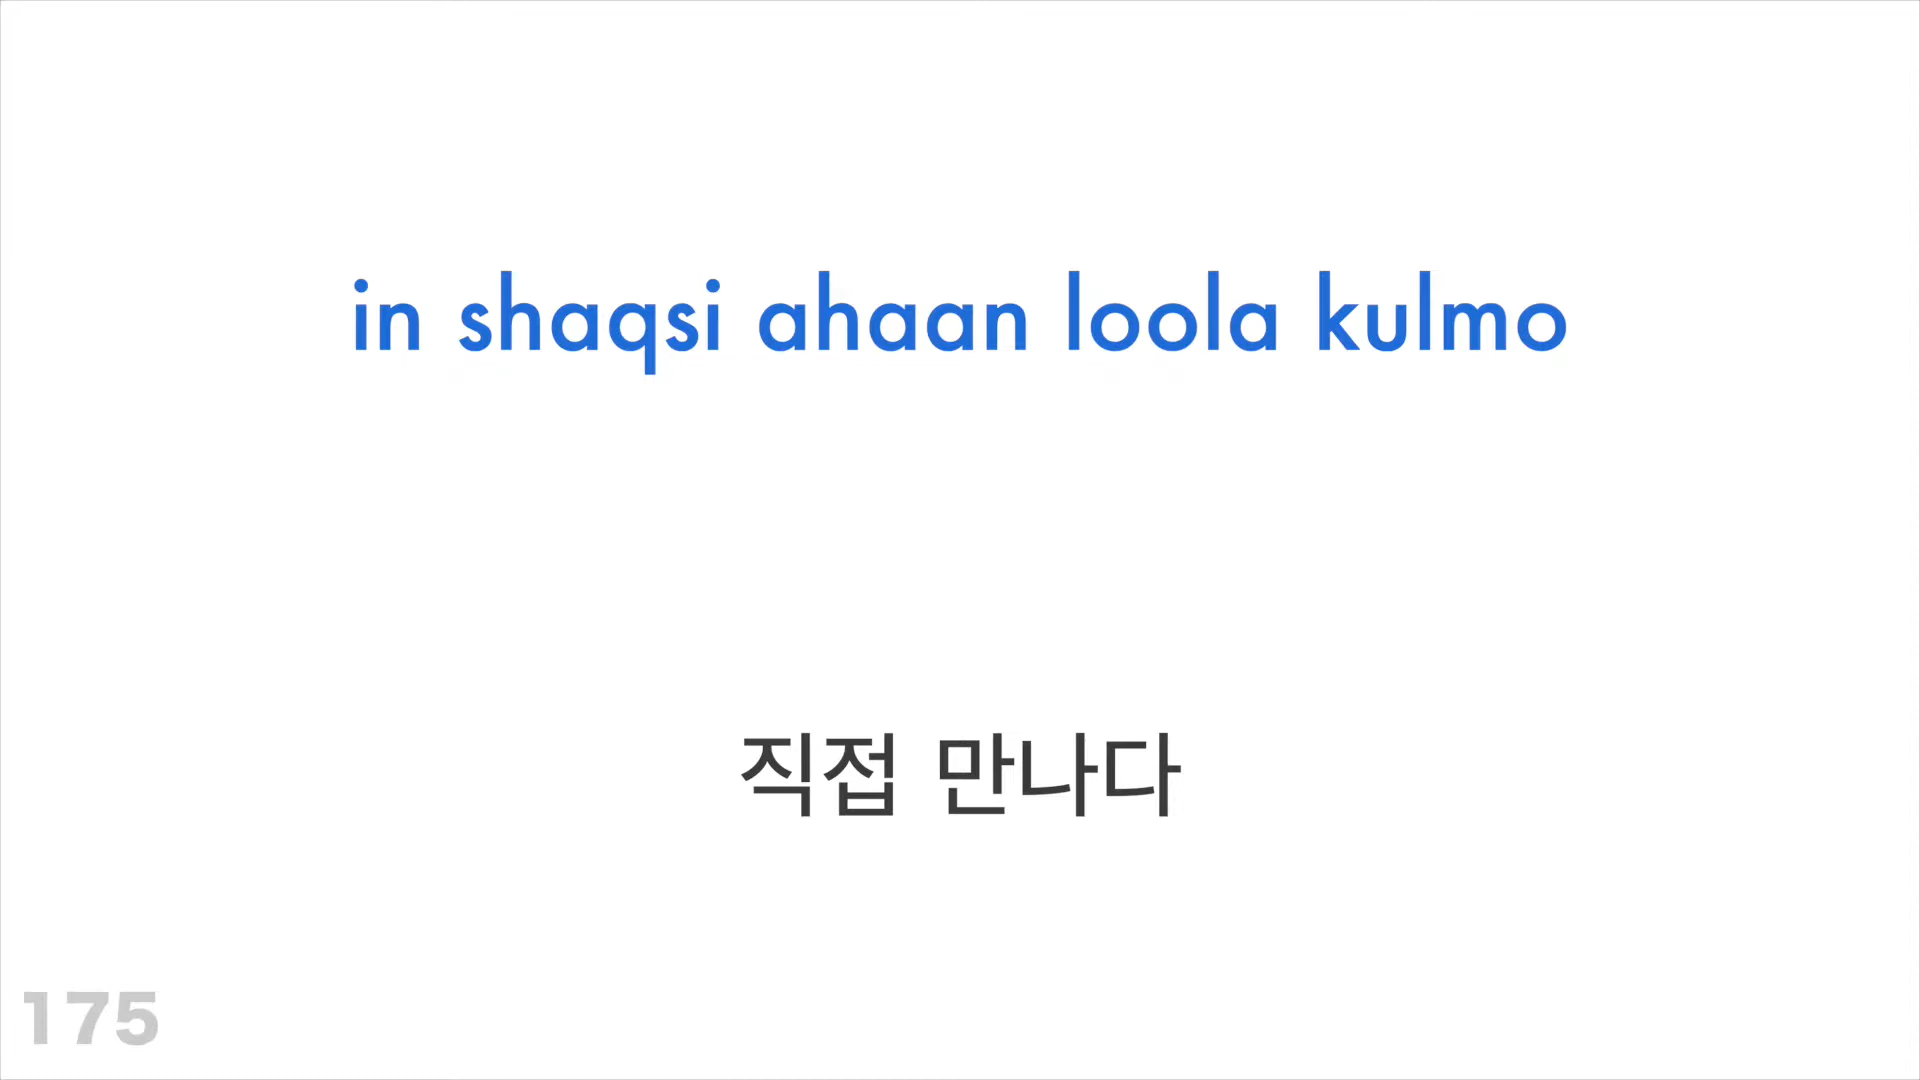 in shaqsi ahaan loola kulmo
직접 만나다
175